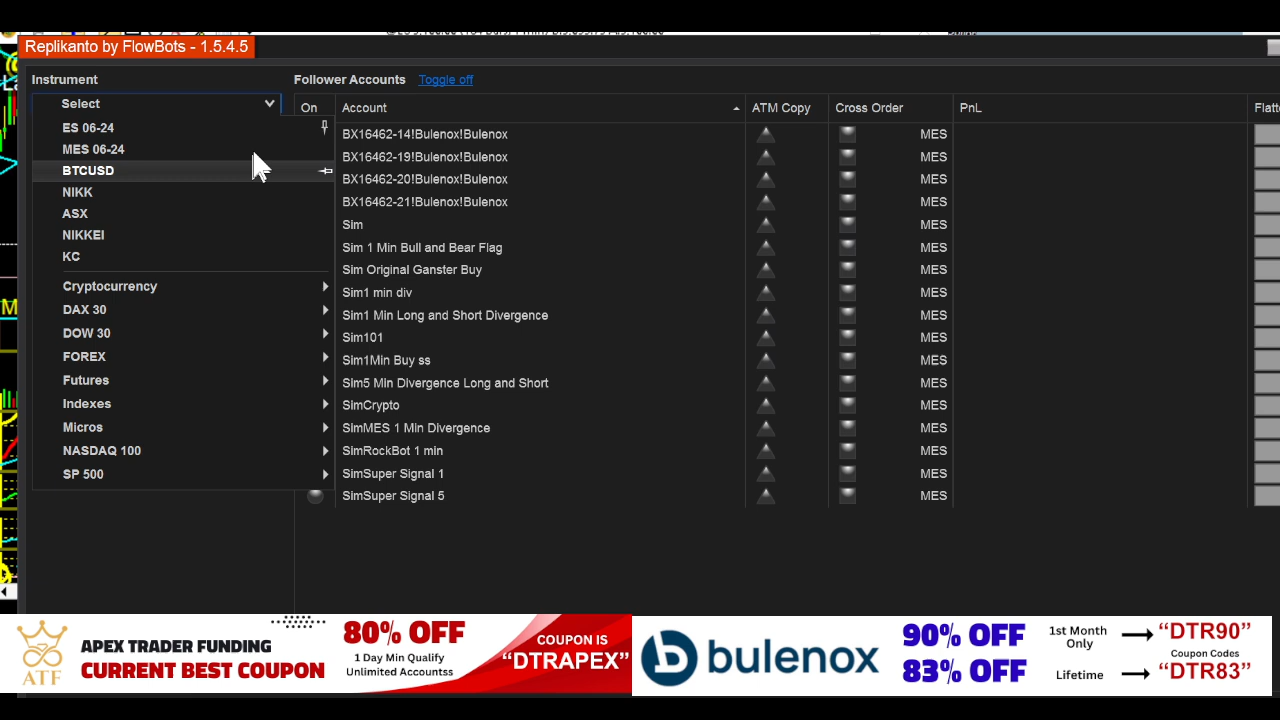 Replikanto by FlowBots - 1.5.4.5
Instrument
Follower Accounts Toggle off
Select
On Account ATM Copy Cross Order PnL
ES 06-24
MES 06-24
BTCUSD
NIKK
ASX
NIKKEI
KC
Cryptocurrency
DAX 30
DOW 30
FOREX
Futures
Indexes
Micros
NASDAQ 100
SP 500
BX16462-14!Bulenox!Bulenox MES
BX16462-19!Bulenox!Bulenox MES
BX16462-20!Bulenox!Bulenox MES
BX16462-21!Bulenox!Bulenox MES
Sim MES
Sim 1 Min Bull and Bear Flag MES
Sim Original Ganster Buy MES
Sim1 min div MES
Sim1 Min Long and Short Divergence MES
Sim101 MES
Sim1Min Buy ss MES
Sim5 Min Divergence Long and Short MES
SimCrypto MES
SimMES 1 Min Divergence MES
SimRockBot 1 min MES
SimSuper Signal 1 MES
SimSuper Signal 5 MES
ATF
APEX TRADER FUNDING
CURRENT BEST COUPON
80% OFF
1 Day Min Qualify
Unlimited Accountss
COUPON IS
“DTRAPEX”
bulenox
90% OFF
83% OFF
1st Month
Only
“DTR90”
Coupon Codes
Lifetime
“DTR83”